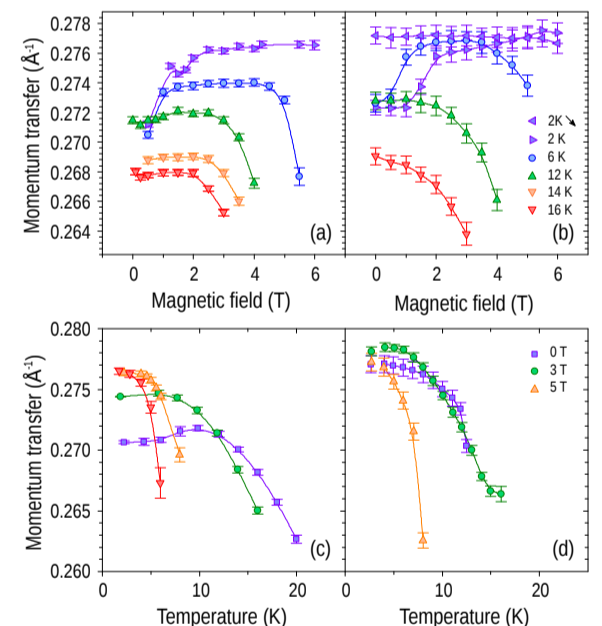 0.278
0.276
0.274
0.272
0.270
0.268
0.266
0.264
Momentum transfer (Å-1)
(a)
0 2 4 6
Magnetic field (T)
2K
2 K
6 K
12 K
14 K
16 K
(b)
0 2 4 6
Magnetic field (T)
0.280
0.275
0.270
0.265
0.260
Momentum transfer (Å-1)
(c)
0 10 20
Temperature (K)
0 T
3 T
5 T
(d)
0 10 20
Temperature (K)